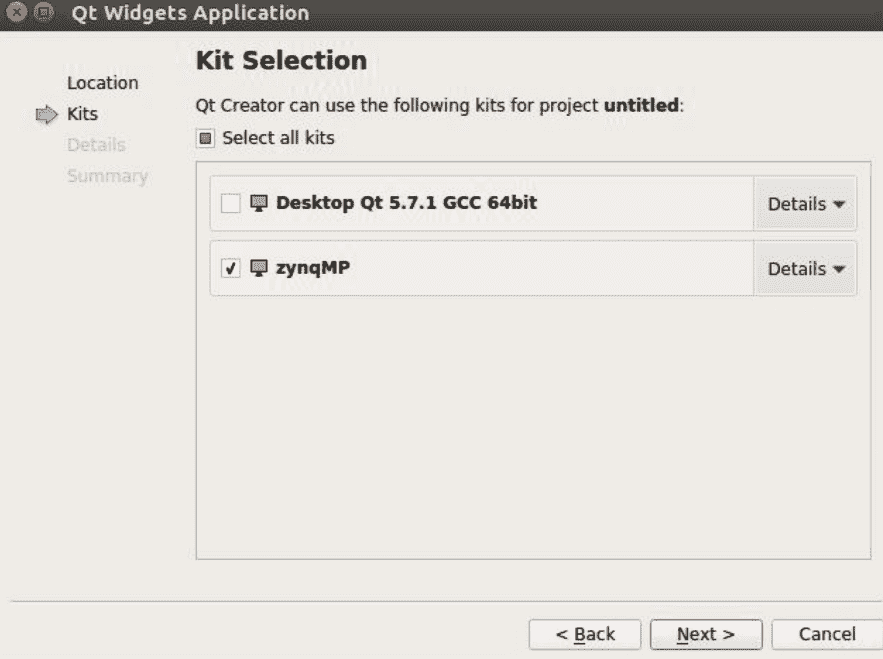 Qt Widgets Application
Kit Selection
Location
Kits
Details
Summary
Qt Creator can use the following kits for project untitled:
Select all kits
Desktop Qt 5.7.1 GCC 64bit
Details
zynqMP
Details
< Back
Next >
Cancel